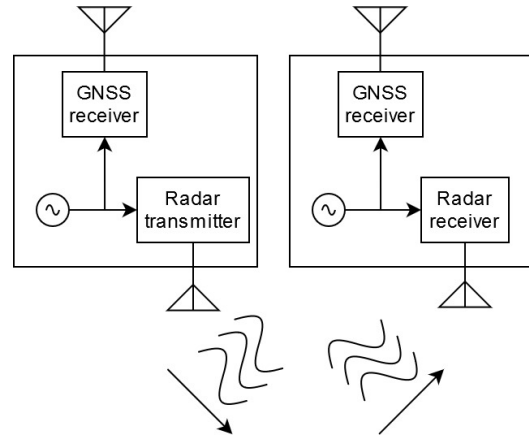 GNSS
receiver
GNSS
receiver
Radar
transmitter
Radar
receiver